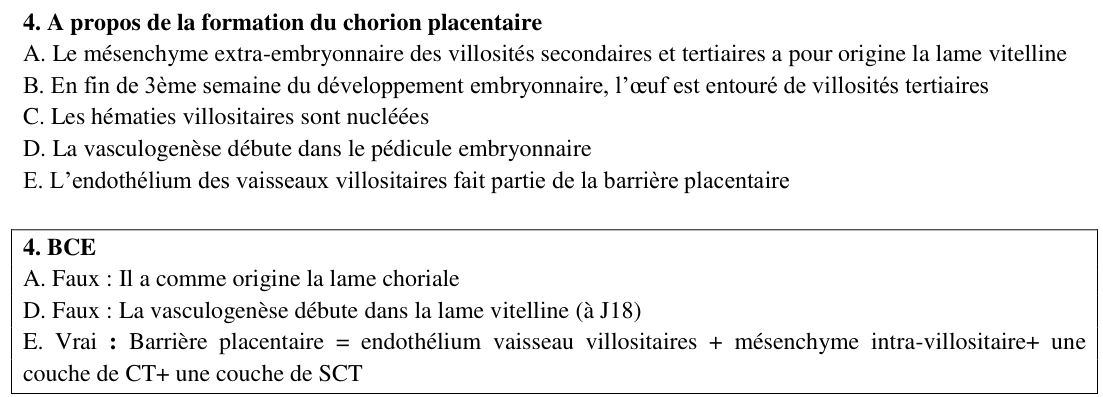 4. A propos de la formation du chorion placentaire
A. Le mésenchyme extra-embryonnaire des villosités secondaires et tertiaires a pour origine la lame vitelline
B. En fin de 3ème semaine du développement embryonnaire, l'œuf est entouré de villosités tertiaires
C. Les hématies villositaires sont nucléées
D. La vasculogenèse débute dans le pédicule embryonnaire
E. L'endothélium des vaisseaux villositaires fait partie de la barrière placentaire
4. BCE
A. Faux : Il a comme origine la lame choriale
D. Faux : La vasculogenèse débute dans la lame vitelline (à J18)
E. Vrai : Barrière placentaire = endothélium vaisseau villositaires + mésenchyme intra-villositaire+ une
couche de CT+ une couche de SCT